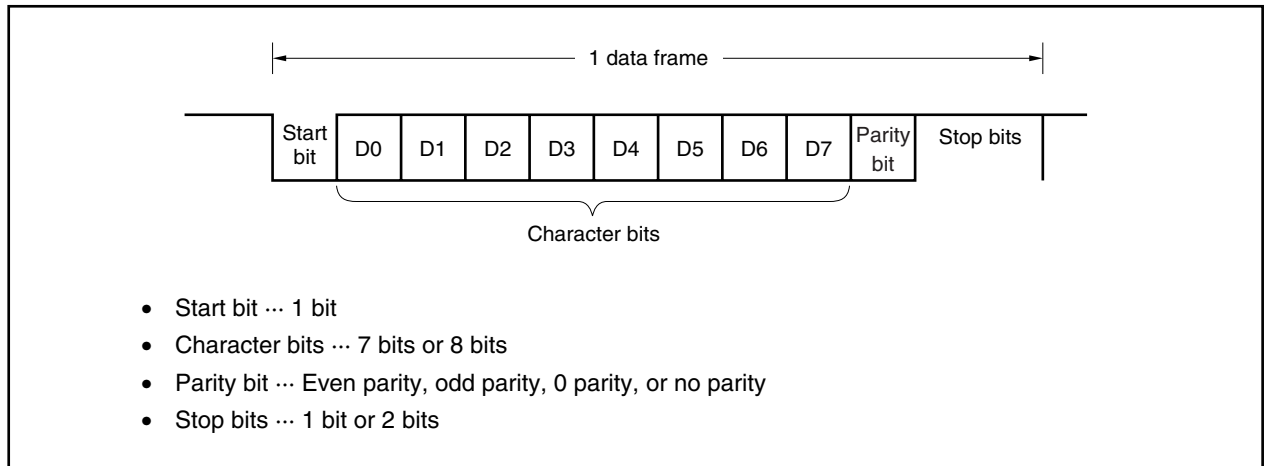 1 data frame
Start bit D0 D1 D2 D3 D4 D5 D6 D7 Parity bit Stop bits
Character bits
• Start bit ··· 1 bit
• Character bits ··· 7 bits or 8 bits
• Parity bit ··· Even parity, odd parity, 0 parity, or no parity
• Stop bits ··· 1 bit or 2 bits